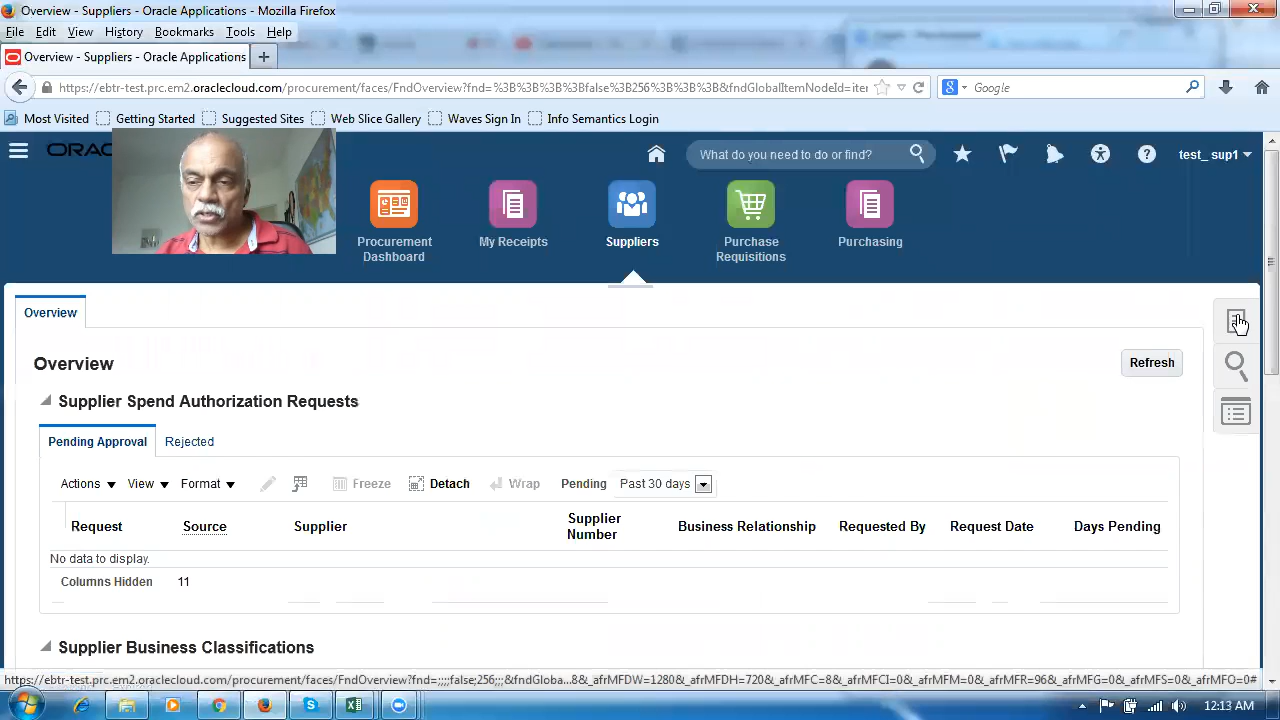 Overview - Suppliers - Oracle Applications - Mozilla Firefox
File Edit View History Bookmarks Tools Help
Overview - Suppliers - Oracle Applications
https://ebtr-test.prc.em2.oraclecloud.com/procurement/faces/FndOverview?fnd=%3B%3B%3B%3Bfalse%3B256%3B%3B%3B&fndGlobalItemNodeId=iter
Google
Most Visited Getting Started Suggested Sites Web Slice Gallery Waves Sign In Info Semantics Login
ORAC
What do you need to do or find?
test_ sup1
Procurement Dashboard
My Receipts
Suppliers
Purchase Requisitions
Purchasing
Overview
Overview
Refresh
Supplier Spend Authorization Requests
Pending Approval Rejected
Actions View Format Freeze Detach Wrap Pending Past 30 days
Request Source Supplier Supplier Number Business Relationship Requested By Request Date Days Pending
No data to display.
Columns Hidden 11
Supplier Business Classifications
https://ebtr-test.prc.em2.oraclecloud.com/procurement/faces/FndOverview?fnd=;;;;false;256;;;&fndGloba...8&_afrMFDW=1280&_afrMFDH=720&_afrMFC=8&_afrMFCI=0&_afrMFM=0&_afrMFR=96&_afrMFG=0&_afrMFS=0&_afrMFO=0#
12:13 AM